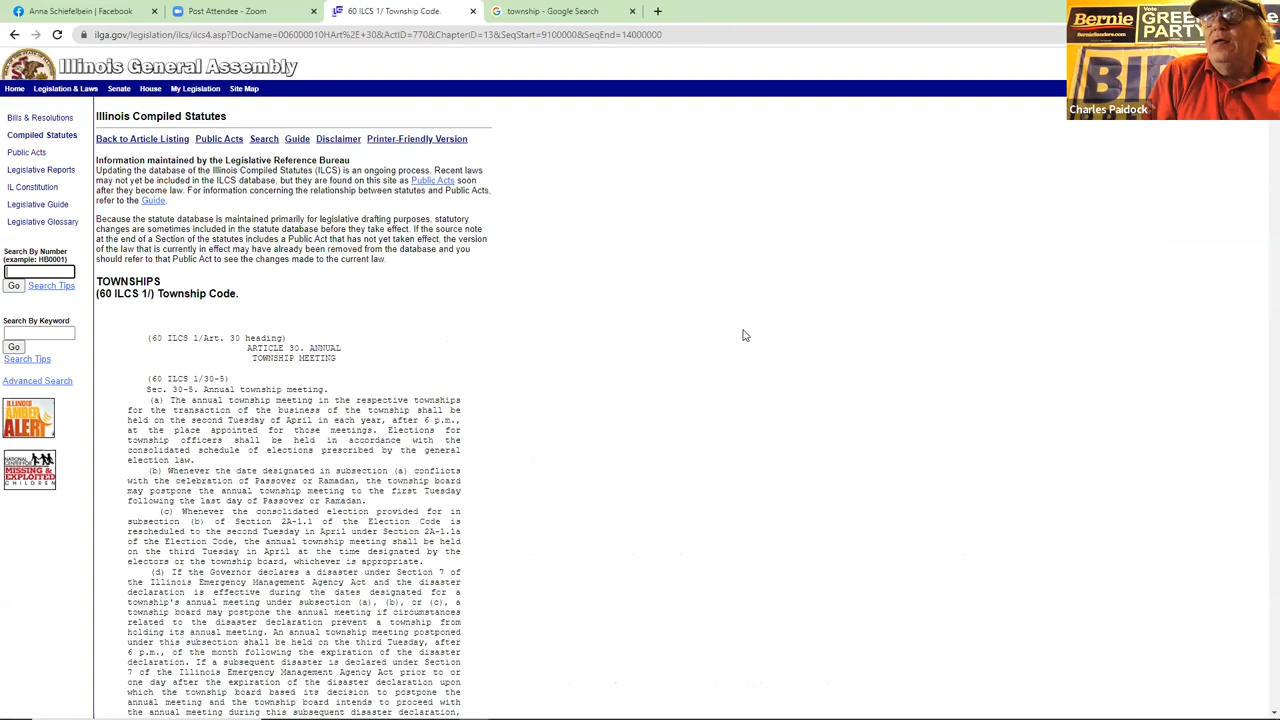 Anna Schiefelbein | Facebook
Post Attendee - Zoom
60 ILCS 1/ Township Code.
township - Google Search
Bernie
BernieSanders.com
Vote
GREEN
PARTY
Charles Paidock
Illinois General Assembly
Home Legislation & Laws Senate House My Legislation Site Map
Bills & Resolutions
Compiled Statutes
Public Acts
Legislative Reports
IL Constitution
Legislative Guide
Legislative Glossary
Search By Number
(example: HB0001)
Go Search Tips
Search By Keyword
Go
Search Tips
Advanced Search
ILLINOIS
AMBER
ALERT
NATIONAL
CENTER FOR
MISSING &
EXPLOITED
CHILDREN
Illinois Compiled Statutes
Back to Article Listing Public Acts Search Guide Disclaimer Printer-Friendly Version
Information maintained by the Legislative Reference Bureau
Updating the database of the Illinois Compiled Statutes (ILCS) is an ongoing process. Recent laws
may not yet be included in the ILCS database, but they are found on this site as Public Acts soon
after they become law. For information concerning the relationship between statutes and Public Acts,
refer to the Guide.
Because the statute database is maintained primarily for legislative drafting purposes, statutory
changes are sometimes included in the statute database before they take effect. If the source note
at the end of a Section of the statutes includes a Public Act that has not yet taken effect, the version
of the law that is currently in effect may have already been removed from the database and you
should refer to that Public Act to see the changes made to the current law.
TOWNSHIPS
(60 ILCS 1/) Township Code.
(60 ILCS 1/Art. 30 heading)
ARTICLE 30. ANNUAL
TOWNSHIP MEETING
(60 ILCS 1/30-5)
Sec. 30-5. Annual township meeting.
(a) The annual township meeting in the respective townships
for the transaction of the business of the township shall be
held on the second Tuesday of April in each year, after 6 p.m.,
at the place appointed for those meetings. Elections for
township officers shall be held in accordance with the
consolidated schedule of elections prescribed by the general
election law.
(b) Whenever the date designated in subsection (a) conflicts
with the celebration of Passover or Ramadan, the township board
may postpone the annual township meeting to the first Tuesday
following the last day of Passover or Ramadan.
(c) Whenever the consolidated election provided for in
subsection (b) of Section 2A-1.1 of the Election Code is
rescheduled to the second Tuesday in April under Section 2A-1.1a
of the Election Code, the annual township meeting shall be held
on the third Tuesday in April at the time designated by the
electors or the township board, whichever is appropriate.
(d) If the Governor declares a disaster under Section 7 of
the Illinois Emergency Management Agency Act and the disaster
declaration is effective during the dates designated for a
township's annual meeting under subsection (a), (b), or (c), a
township board may postpone the annual meeting if circumstances
related to the disaster declaration prevent a township from
holding its annual meeting. An annual township meeting postponed
under this subsection shall be held on the third Tuesday, after
6 p.m., of the month following the expiration of the disaster
declaration. If a subsequent disaster is declared under Section
7 of the Illinois Emergency Management Agency Act prior to or
one day after the expiration of the disaster declaration upon
which the township board based its decision to postpone the
annual meeting and the township board intends to proceed with
the annual meeting during this subsequent disaster declaration,